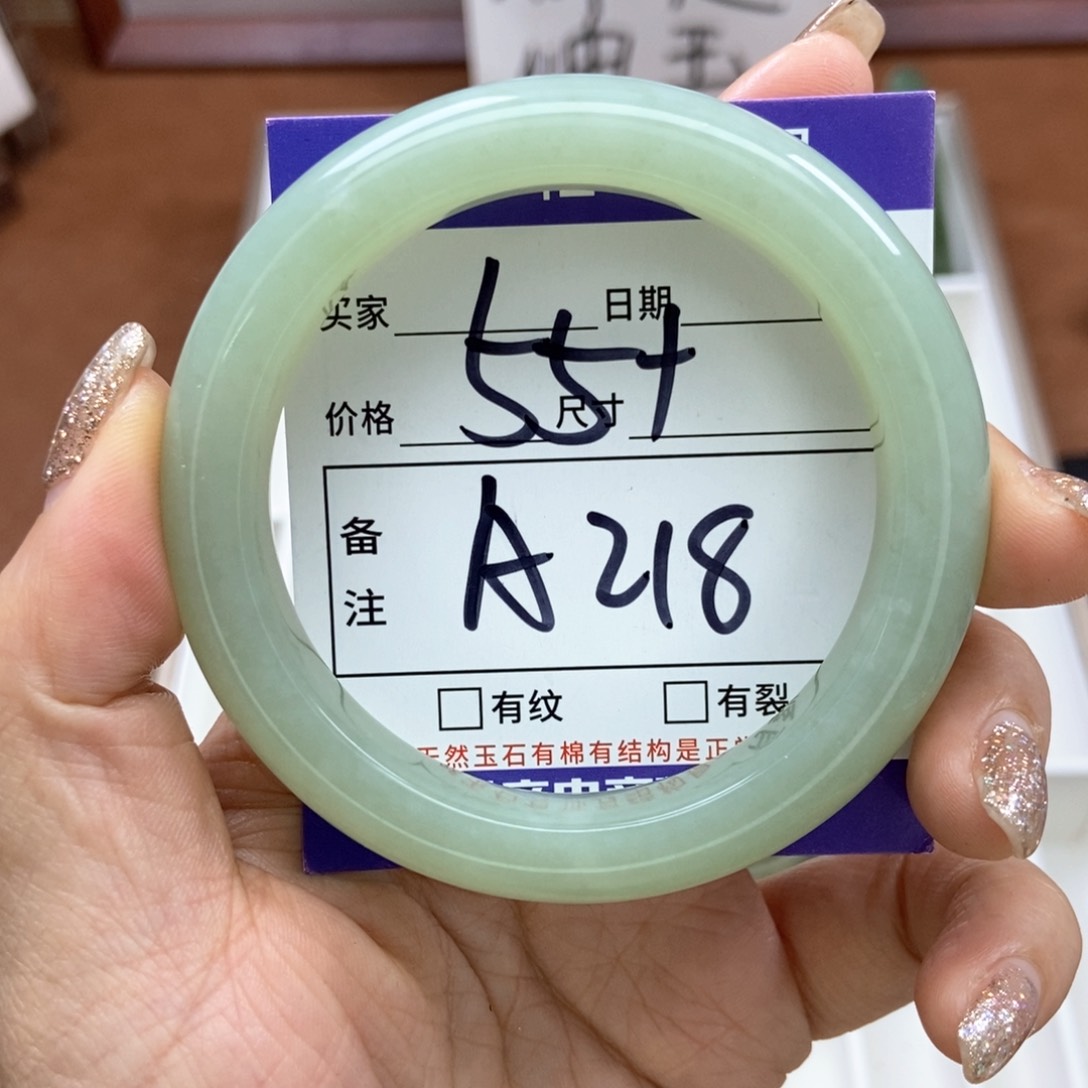 买家 日期
55+
价格 尺寸
备注
A218
有纹 有裂
天然玉石有棉有结构是正